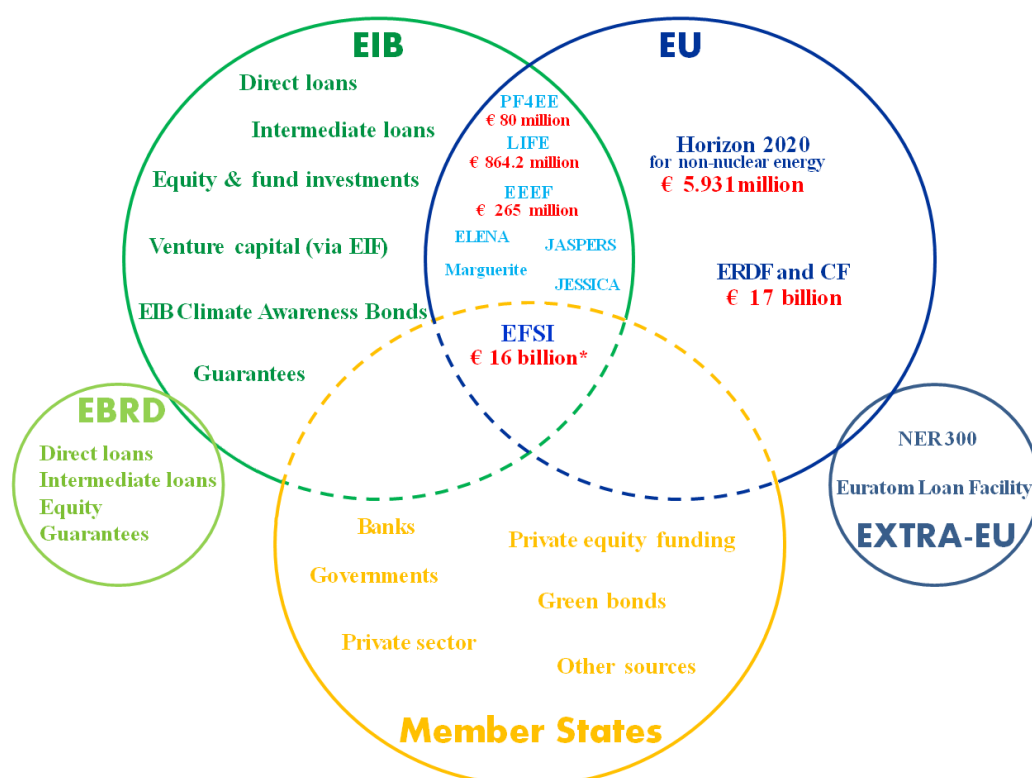 EIB
Direct loans
Intermediate loans
Equity & fund investments
Venture capital (via EIF)
EIB Climate Awareness Bonds
Guarantees
EU
PF4EE
€ 80 million
LIFE
€ 864.2 million
EEEF
€ 265 million
ELENA
JASPERS
Marguerite
JESSICA
Horizon 2020
for non-nuclear energy
€ 5.931 million
ERDF and CF
€ 17 billion
EFSI
€ 16 billion*
EBRD
Direct loans
Intermediate loans
Equity
Guarantees
NER 300
Euratom Loan Facility
EXTRA-EU
Banks
Private equity funding
Governments
Green bonds
Private sector
Other sources
Member States